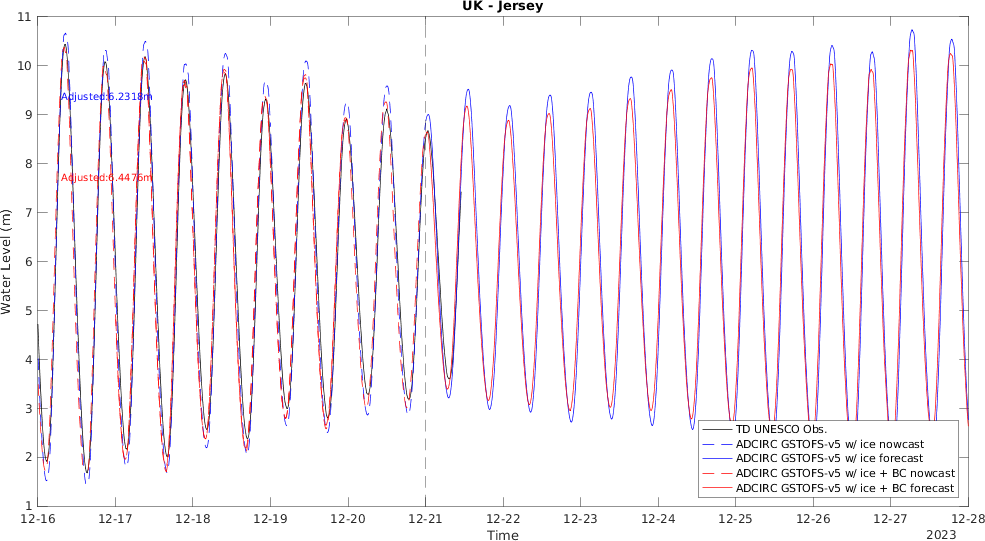 UK - Jersey
11
10
9
8
7
6
5
4
3
2
1
Water Level (m)
Adjusted:6.2318m
Adjusted:6.4476m
TD UNESCO Obs.
ADCIRC GSTOFS-v5 w/ ice nowcast
ADCIRC GSTOFS-v5 w/ ice forecast
ADCIRC GSTOFS-v5 w/ ice + BC nowcast
ADCIRC GSTOFS-v5 w/ ice + BC forecast
12-16 12-17 12-18 12-19 12-20 12-21 12-22 12-23 12-24 12-25 12-26 12-27 12-28
Time
2023